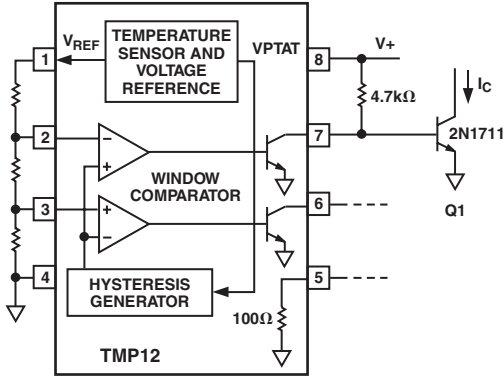 TEMPERATURE
SENSOR AND
VOLTAGE
REFERENCE
VREF
VPTAT
1
8
V+
IC
4.7kΩ
2
–
+
7
2N1711
WINDOW
COMPARATOR
3
+
–
6
Q1
4
HYSTERESIS
GENERATOR
5
100Ω
TMP12